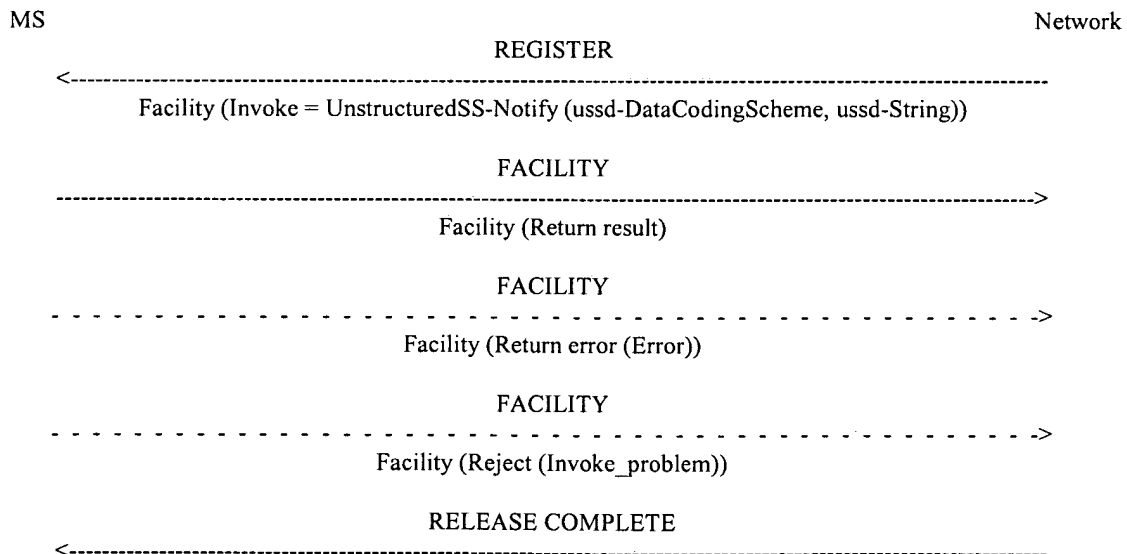 MS Network
REGISTER
Facility (Invoke = UnstructuredSS-Notify (ussd-DataCodingScheme, ussd-String))
FACILITY
Facility (Return result)
FACILITY
Facility (Return error (Error))
FACILITY
Facility (Reject (Invoke_problem))
RELEASE COMPLETE